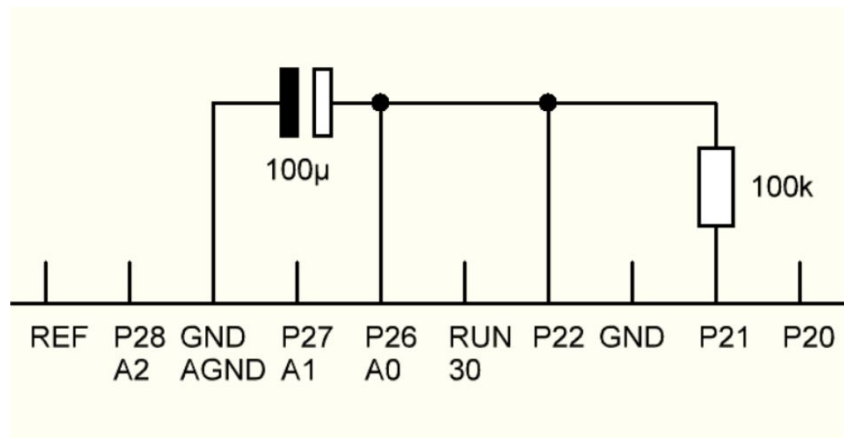 100µ
100k
REF P28 GND P27 P26 RUN P22 GND P21 P20
A2 AGND A1 A0 30